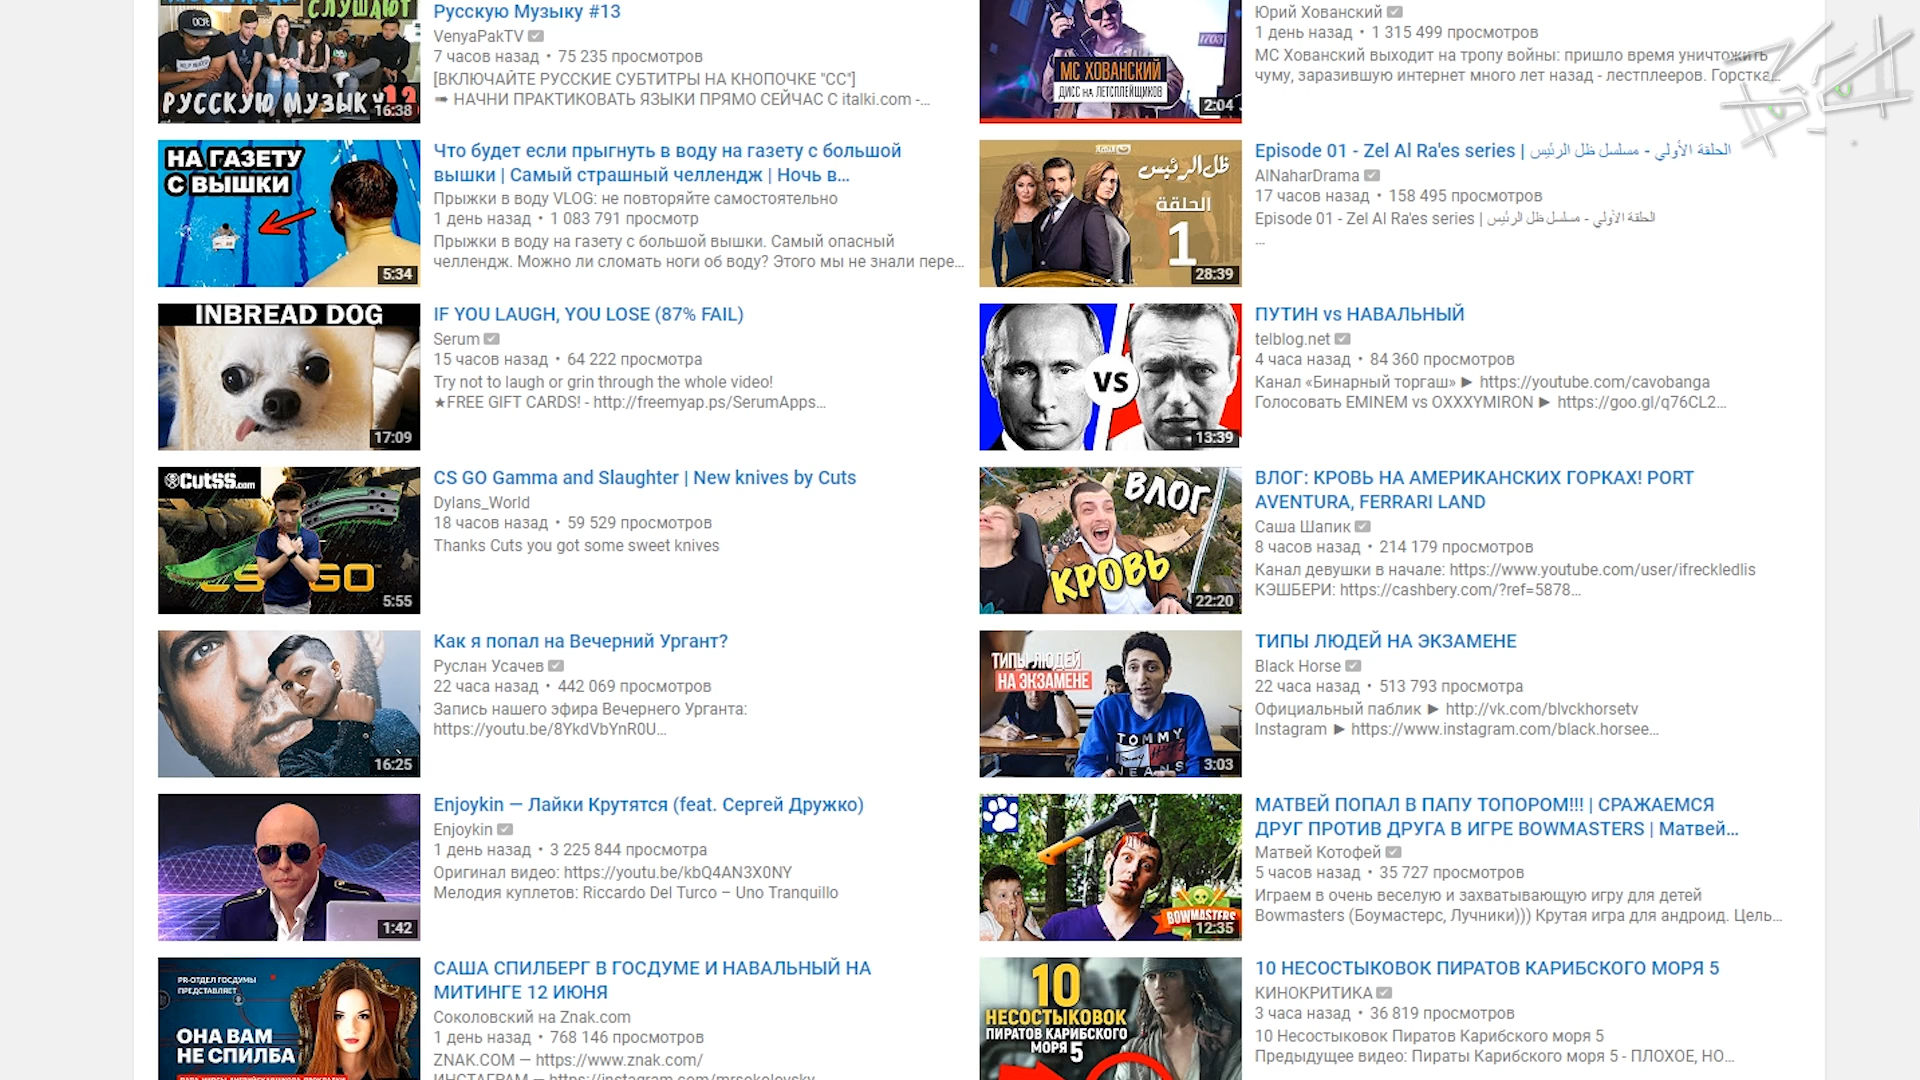 СЛУШАЮТ
РУССКУЮ МУЗЫКУ 13
16:38
Русскую Музыку #13
VenyaPakTV
7 часов назад • 75 235 просмотров
[ВКЛЮЧАЙТЕ РУССКИЕ СУБТИТРЫ НА КНОПОЧКЕ "CC"]
➠ НАЧНИ ПРАКТИКОВАТЬ ЯЗЫКИ ПРЯМО СЕЙЧАС С italki.com -...
МС ХОВАНСКИЙ
ДИСС НА ЛЕТСПЛЕЙЩИКОВ
2:04
Юрий Хованский
1 день назад • 1 315 499 просмотров
МС Хованский выходит на тропу войны: пришло время уничтожить
чуму, заразившую интернет много лет назад - лестплееров. Горстка...
НА ГАЗЕТУ
С ВЫШКИ
5:34
Что будет если прыгнуть в воду на газету с большой
вышки | Самый страшный челлендж | Ночь в...
Прыжки в воду VLOG: не повторяйте самостоятельно
1 день назад • 1 083 791 просмотр
Прыжки в воду на газету с большой вышки. Самый опасный
челлендж. Можно ли сломать ноги об воду? Этого мы не знали пере...
ظل الرئيس
الحلقة
1
28:39
Episode 01 - Zel Al Ra'es series | الحلقة الأولي - مسلسل ظل الرئيس
AlNaharDrama
17 часов назад • 158 495 просмотров
Episode 01 - Zel Al Ra'es series | الحلقة الأولي - مسلسل ظل الرئيس
...
INBREAD DOG
17:09
IF YOU LAUGH, YOU LOSE (87% FAIL)
Serum
15 часов назад • 64 222 просмотра
Try not to laugh or grin through the whole video!
★FREE GIFT CARDS! - http://freemyap.ps/SerumApps...
VS
13:39
ПУТИН vs НАВАЛЬНЫЙ
telblog.net
4 часа назад • 84 360 просмотров
Канал «Бинарный торгаш» ► https://youtube.com/cavobanga
Голосовать EMINEM vs OXXXYMIRON ► https://goo.gl/q76CL2...
CUTSS.com
CS GO
5:55
CS GO Gamma and Slaughter | New knives by Cuts
Dylans_World
18 часов назад • 59 529 просмотров
Thanks Cuts you got some sweet knives
ВЛОГ
КРОВЬ
22:20
ВЛОГ: КРОВЬ НА АМЕРИКАНСКИХ ГОРКАХ! PORT
AVENTURA, FERRARI LAND
Саша Шапик
8 часов назад • 214 179 просмотров
Канал девушки в начале: https://www.youtube.com/user/ifreckledlis
КЭШБЕРИ: https://cashbery.com/?ref=5878...
16:25
Как я попал на Вечерний Ургант?
Руслан Усачев
22 часа назад • 442 069 просмотров
Запись нашего эфира Вечернего Урганта:
https://youtu.be/8YkdVbYnR0U...
ТИПЫ ЛЮДЕЙ
НА ЭКЗАМЕНЕ
TOMMY
JEANS
3:03
ТИПЫ ЛЮДЕЙ НА ЭКЗАМЕНЕ
Black Horse
22 часа назад • 513 793 просмотра
Официальный паблик ► http://vk.com/blvckhorsetv
Instagram ► https://www.instagram.com/black.horsee...
1:42
Enjoykin — Лайки Крутятся (feat. Сергей Дружко)
Enjoykin
1 день назад • 3 225 844 просмотра
Оригинал видео: https://youtu.be/kbQ4AN3X0NY
Мелодия куплетов: Riccardo Del Turco – Uno Tranquillo
BOWMASTERS
12:35
МАТВЕЙ ПОПАЛ В ПАПУ ТОПОРОМ!!! | СРАЖАЕМСЯ
ДРУГ ПРОТИВ ДРУГА В ИГРЕ BOWMASTERS | Матвей...
Матвей Котофей
5 часов назад • 35 727 просмотров
Играем в очень веселую и захватывающую игру для детей
Bowmasters (Боумастерс, Лучники))) Крутая игра для андроид. Цель...
PR-ОТДЕЛ ГОСДУМЫ
ПРЕДСТАВЛЯЕТ
ОНА ВАМ
НЕ СПИЛБА
САША СПИЛБЕРГ В ГОСДУМЕ И НАВАЛЬНЫЙ НА
МИТИНГЕ 12 ИЮНЯ
Соколовский на Znak.com
1 день назад • 768 146 просмотров
ZNAK.COM — https://www.znak.com/
ИНСТАГРАМ — https://instagram.com/mrsokolovsky
10
НЕСОСТЫКОВОК
ПИРАТОВ КАРИБСКОГО
МОРЯ 5
10 НЕСОСТЫКОВОК ПИРАТОВ КАРИБСКОГО МОРЯ 5
КИНОКРИТИКА
3 часа назад • 36 819 просмотров
10 Несостыковок Пиратов Карибского моря 5
Предыдущее видео: Пираты Карибского моря 5 - ПЛОХОЕ, НО...